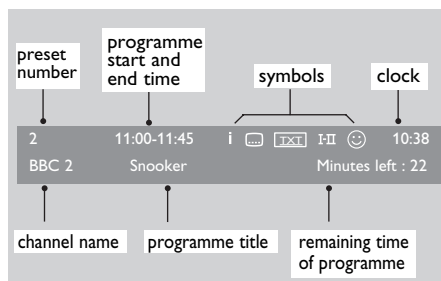 preset
number
programme
start and
end time
symbols
clock
2 11:00-11:45 i .... TXT I-II 10:38
BBC 2 Snooker Minutes left : 22
channel name
programme title
remaining time
of programme